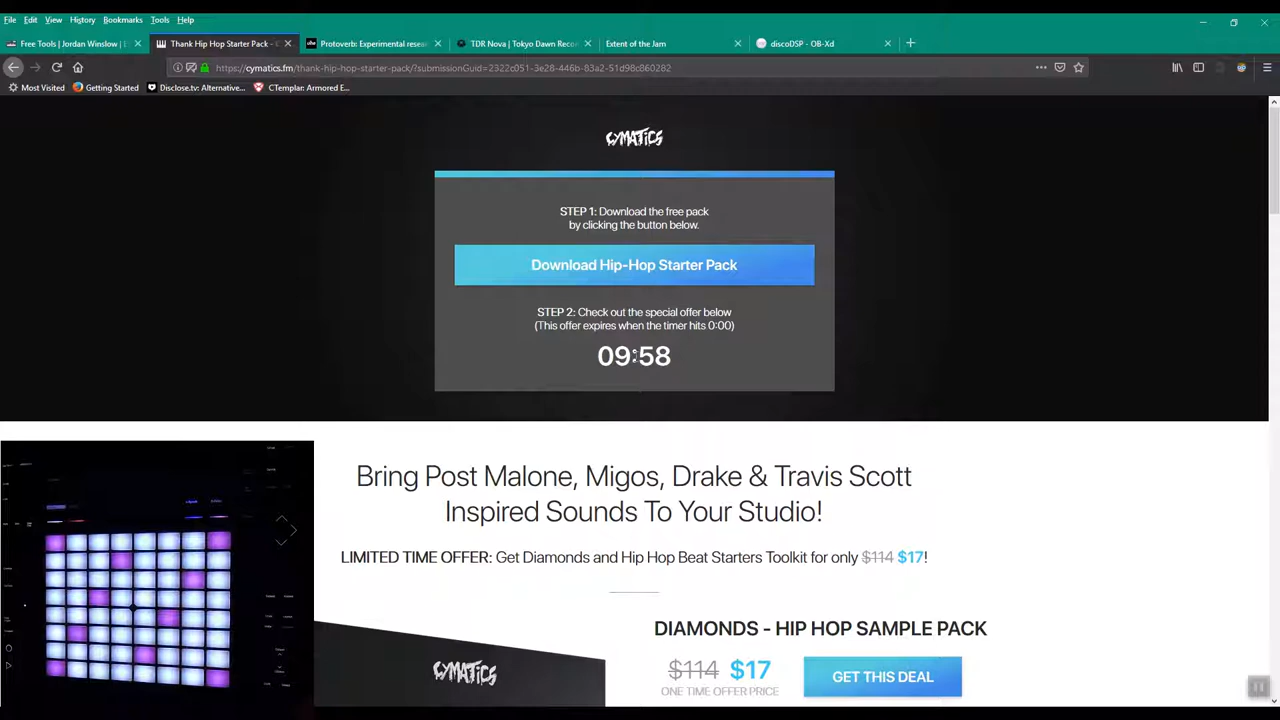 File Edit View History Bookmarks Tools Help
Free Tools | Jordan Winslow | E
Thank Hip Hop Starter Pack -
Protoverb: Experimental resea
TDR Nova | Tokyo Dawn Reco
Extent of the Jam
discoDSP - OB-Xd
https://cymatics.fm/thank-hip-hop-starter-pack/?submissionGuid=2322c051-3e28-446b-83a2-51d98c860282
Most Visited Getting Started Disclose.tv: Alternative... CTemplar: Armored E...
CYMATICS
STEP 1: Download the free pack
by clicking the button below.
Download Hip-Hop Starter Pack
STEP 2: Check out the special offer below
(This offer expires when the timer hits 0:00)
09:58
Bring Post Malone, Migos, Drake & Travis Scott
Inspired Sounds To Your Studio!
LIMITED TIME OFFER: Get Diamonds and Hip Hop Beat Starters Toolkit for only $114 $17!
CYMATICS
DIAMONDS - HIP HOP SAMPLE PACK
$114 $17
ONE TIME OFFER PRICE
GET THIS DEAL